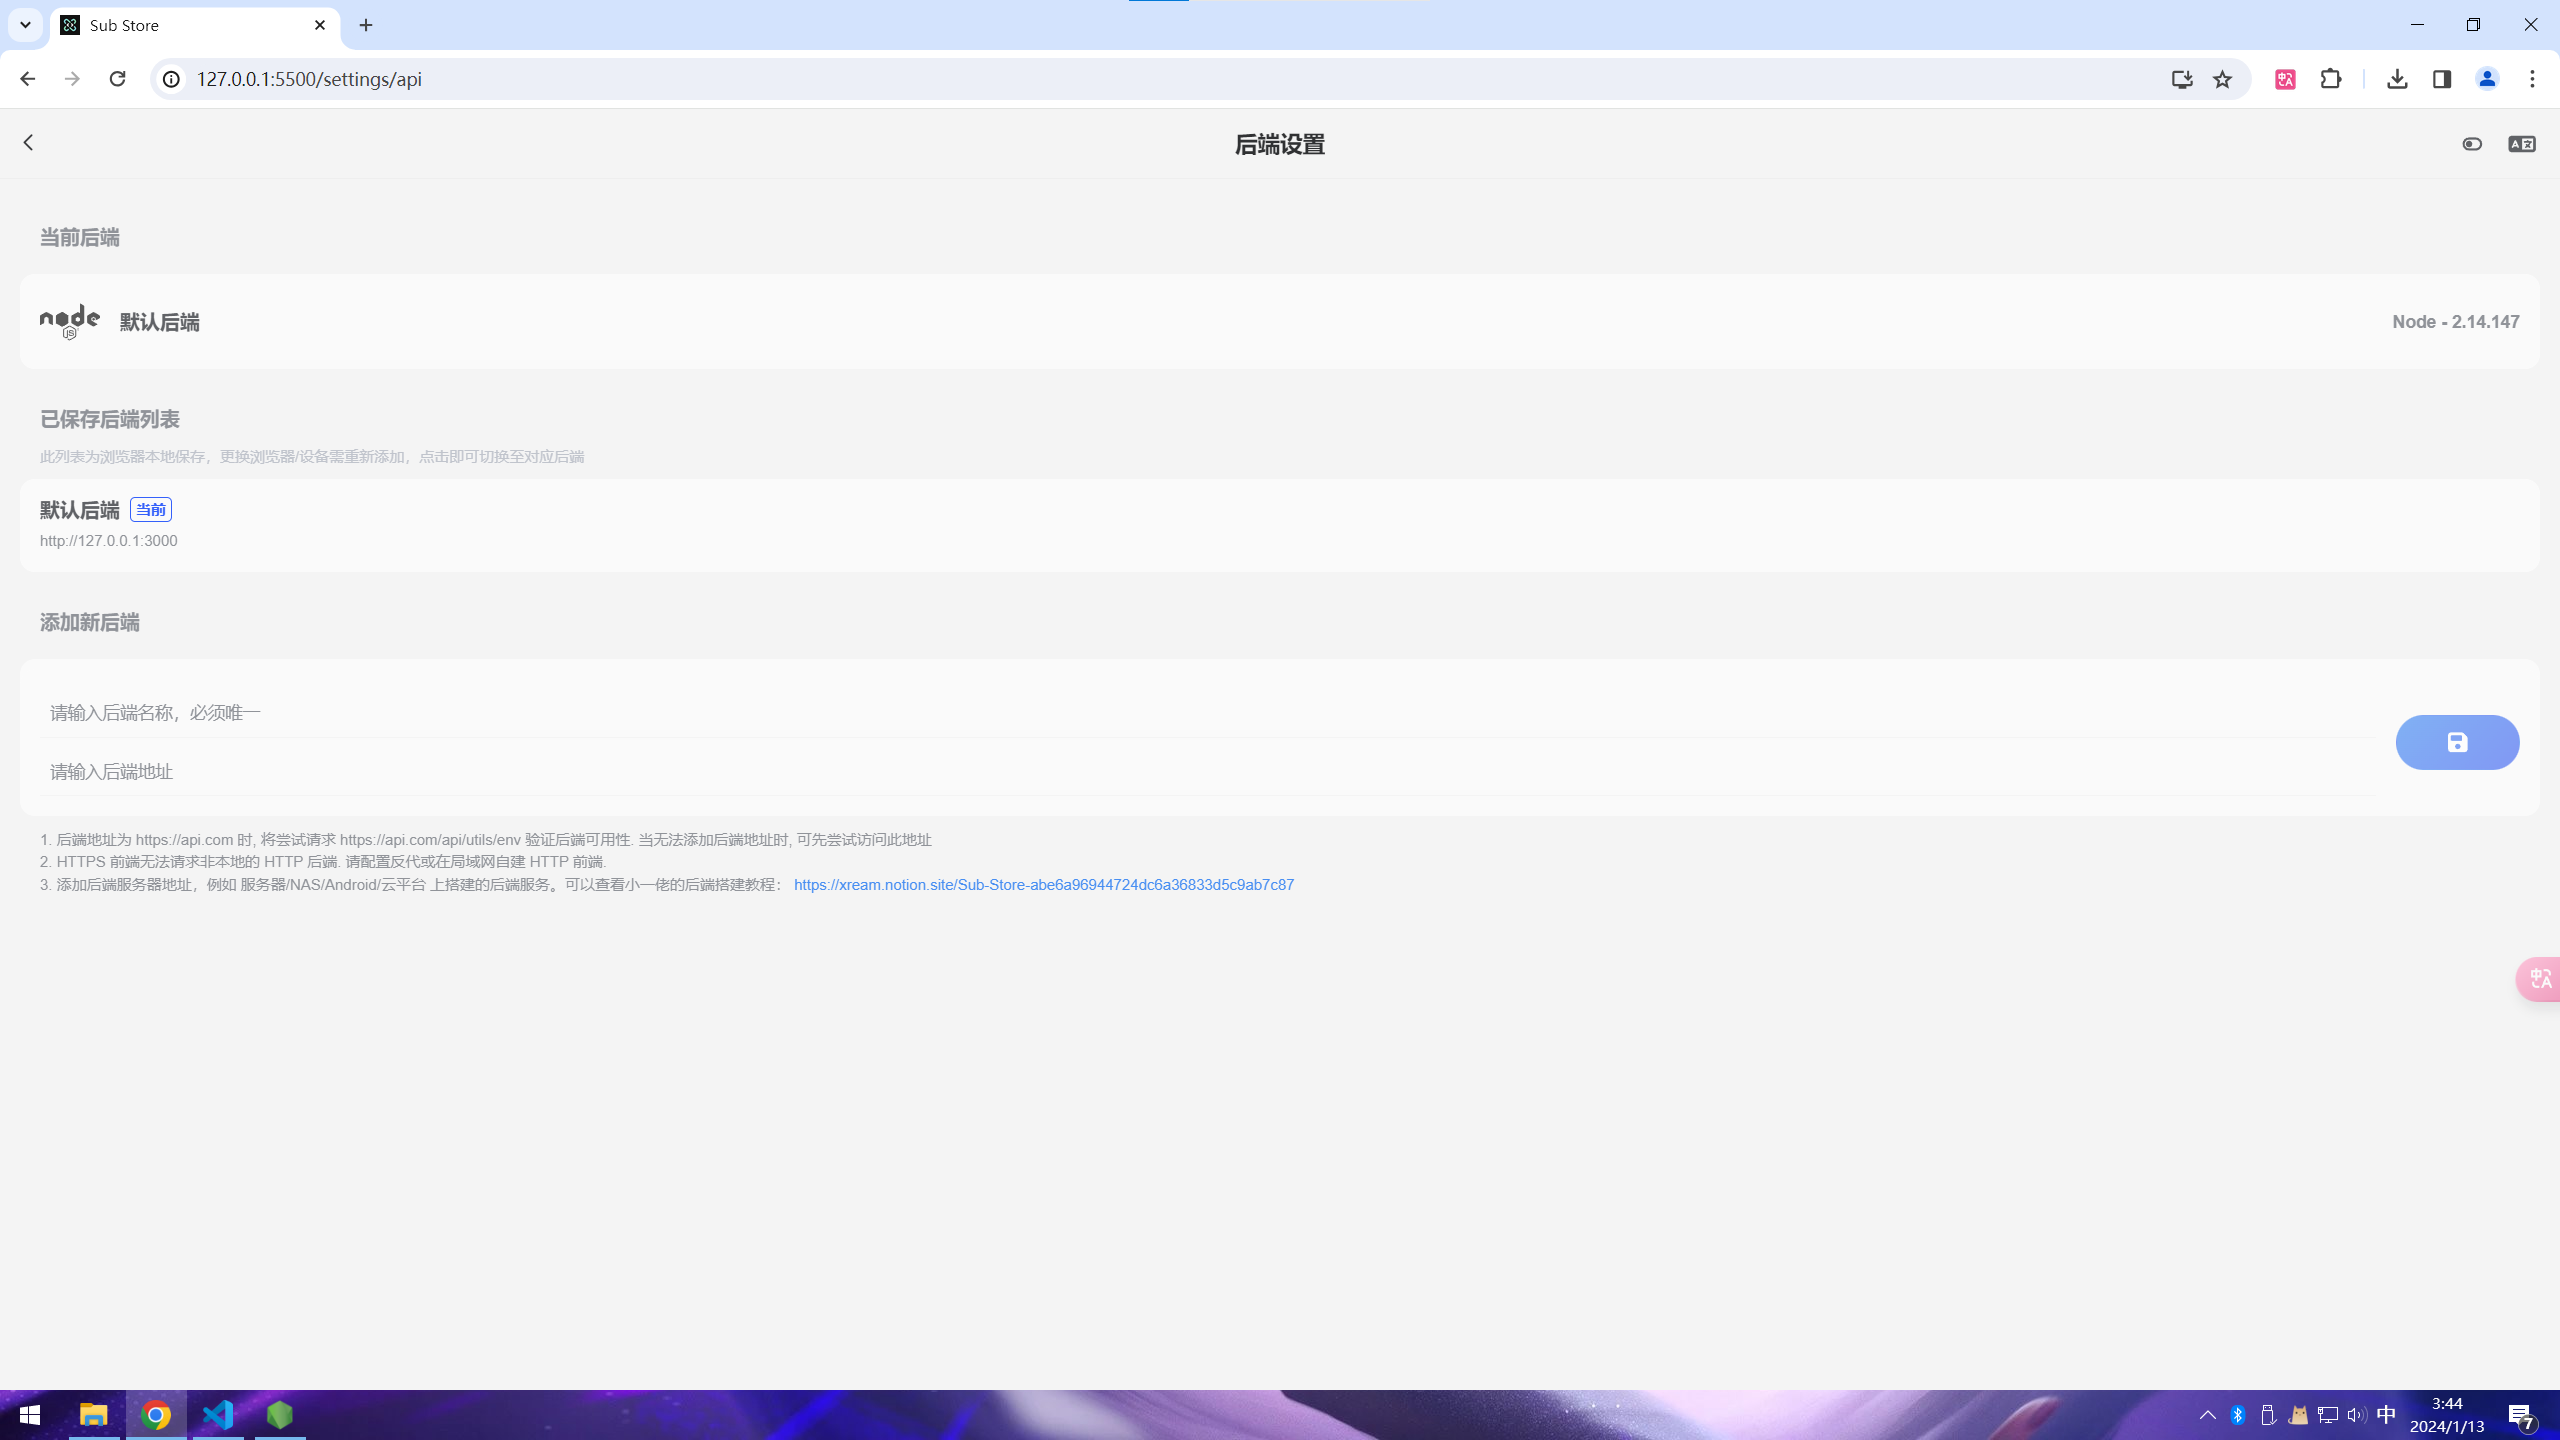 Sub Store
127.0.0.1:5500/settings/api
后端设置
当前后端
node
JS
默认后端
Node - 2.14.147
已保存后端列表
此列表为浏览器本地保存，更换浏览器/设备需重新添加，点击即可切换至对应后端
默认后端 当前
http://127.0.0.1:3000
添加新后端
请输入后端名称，必须唯一
请输入后端地址
1. 后端地址为 https://api.com 时, 将尝试请求 https://api.com/api/utils/env 验证后端可用性. 当无法添加后端地址时, 可先尝试访问此地址
2. HTTPS 前端无法请求非本地的 HTTP 后端. 请配置反代或在局域网自建 HTTP 前端.
3. 添加后端服务器地址，例如 服务器/NAS/Android/云平台 上搭建的后端服务。可以查看小一佬的后端搭建教程： https://xream.notion.site/Sub-Store-abe6a96944724dc6a36833d5c9ab7c87
中A
中
3:44
2024/1/13
7